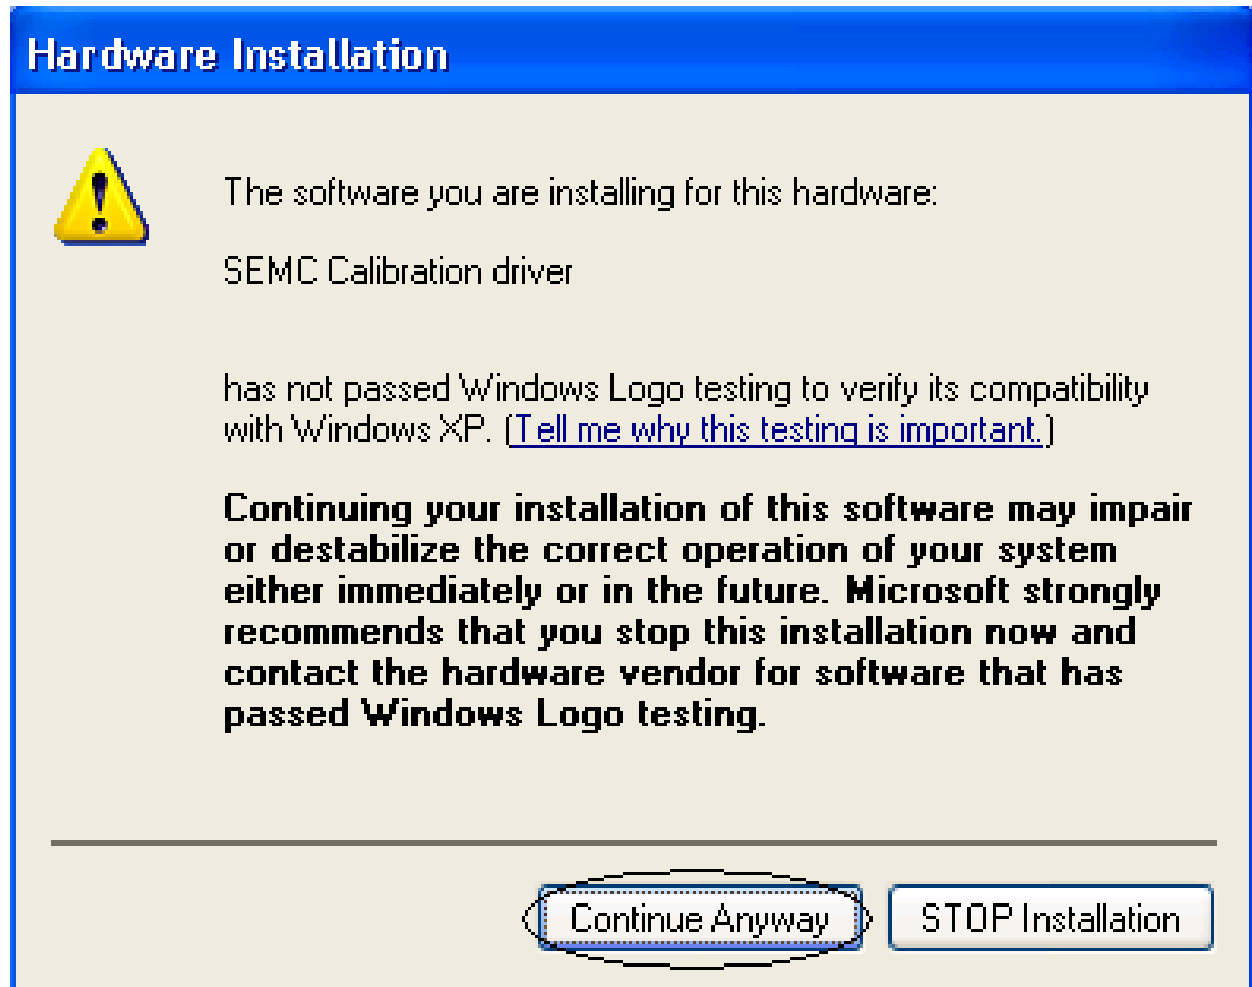 Hardware Installation
The software you are installing for this hardware:
SEMC Calibration driver
has not passed Windows Logo testing to verify its compatibility
with Windows XP. (Tell me why this testing is important.)
Continuing your installation of this software may impair
or destabilize the correct operation of your system
either immediately or in the future. Microsoft strongly
recommends that you stop this installation now and
contact the hardware vendor for software that has
passed Windows Logo testing.
Continue Anyway
STOP Installation